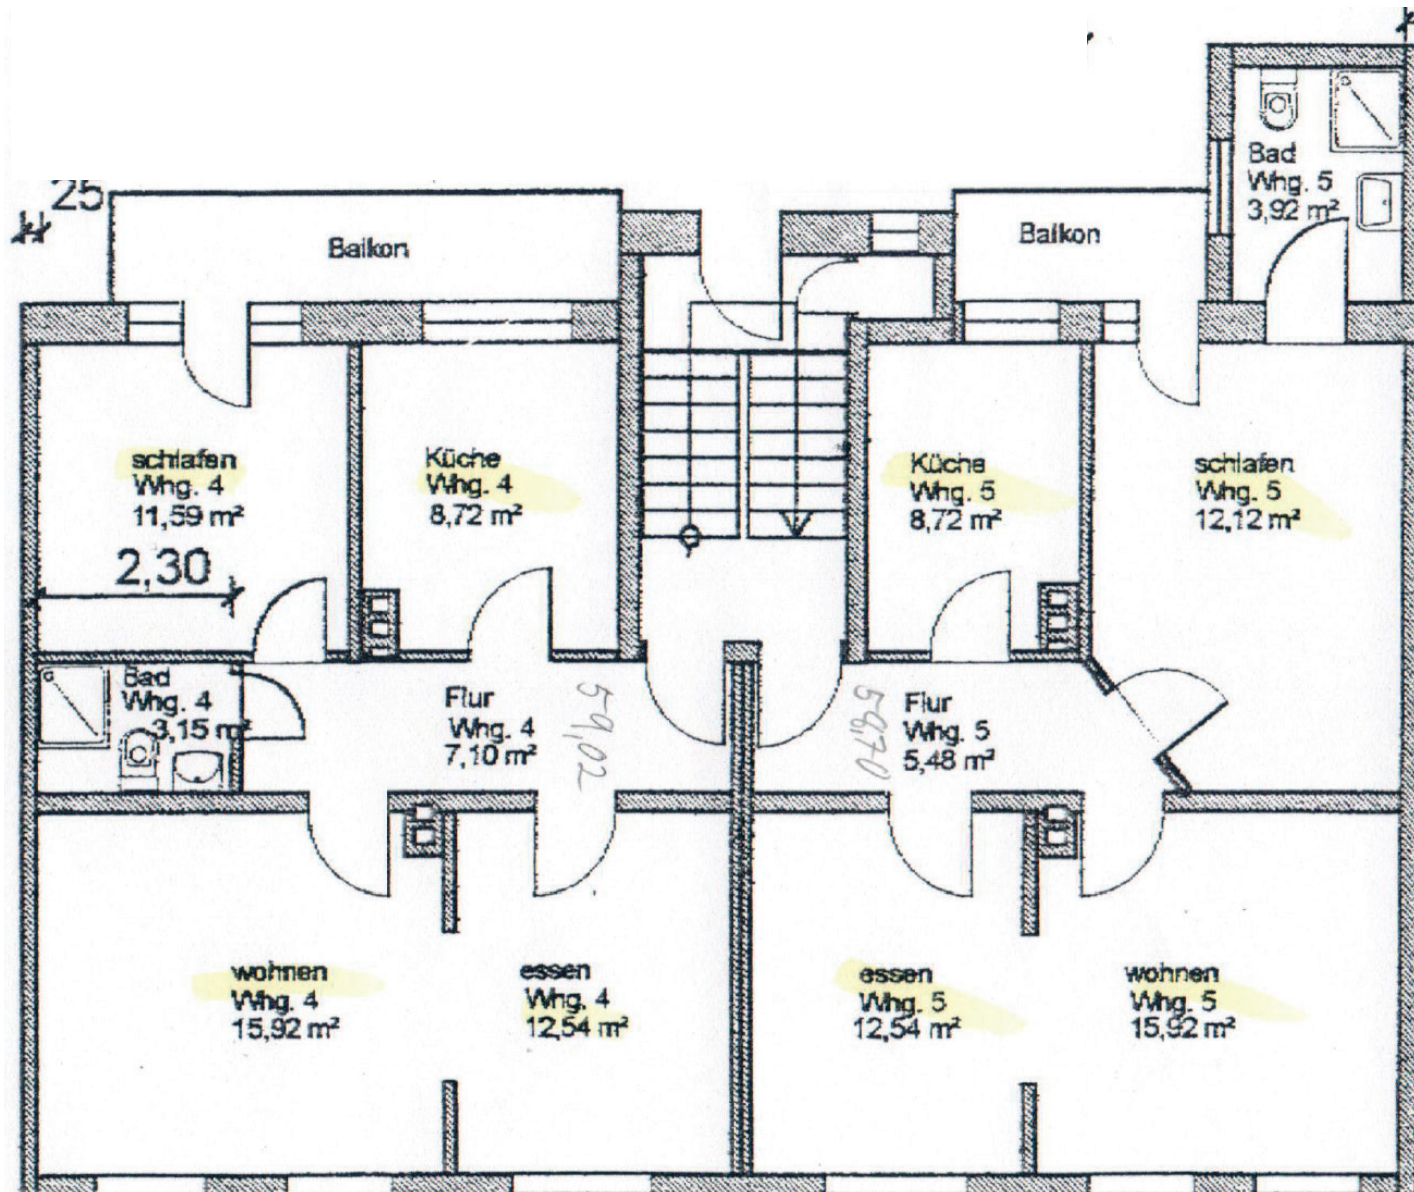 25
Balkon
Balkon
Bad
Whg. 5
3,92 m²
schlafen
Whg. 4
11,59 m²
2,30
Küche
Whg. 4
8,72 m²
Küche
Whg. 5
8,72 m²
schlafen
Whg. 5
12,12 m²
Bad
Whg. 4
3,15 m²
Flur
Whg. 4
7,10 m²
59,02
59,70
Flur
Whg. 5
5,48 m²
wohnen
Whg. 4
15,92 m²
essen
Whg. 4
12,54 m²
essen
Whg. 5
12,54 m²
wohnen
Whg. 5
15,92 m²